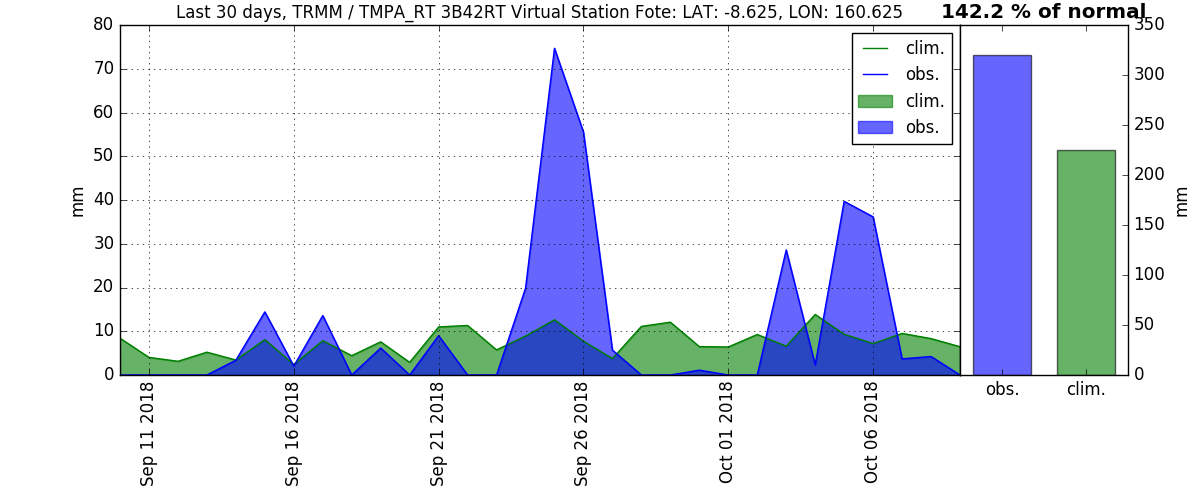 Last 30 days, TRMM / TMPA_RT 3B42RT Virtual Station Fote: LAT: -8.625, LON: 160.625
142.2 % of normal
80
70
60
50
40
30
20
10
0
mm
clim.
obs.
clim.
obs.
350
300
250
200
150
100
50
0
mm
Sep 11 2018
Sep 16 2018
Sep 21 2018
Sep 26 2018
Oct 01 2018
Oct 06 2018
obs.
clim.